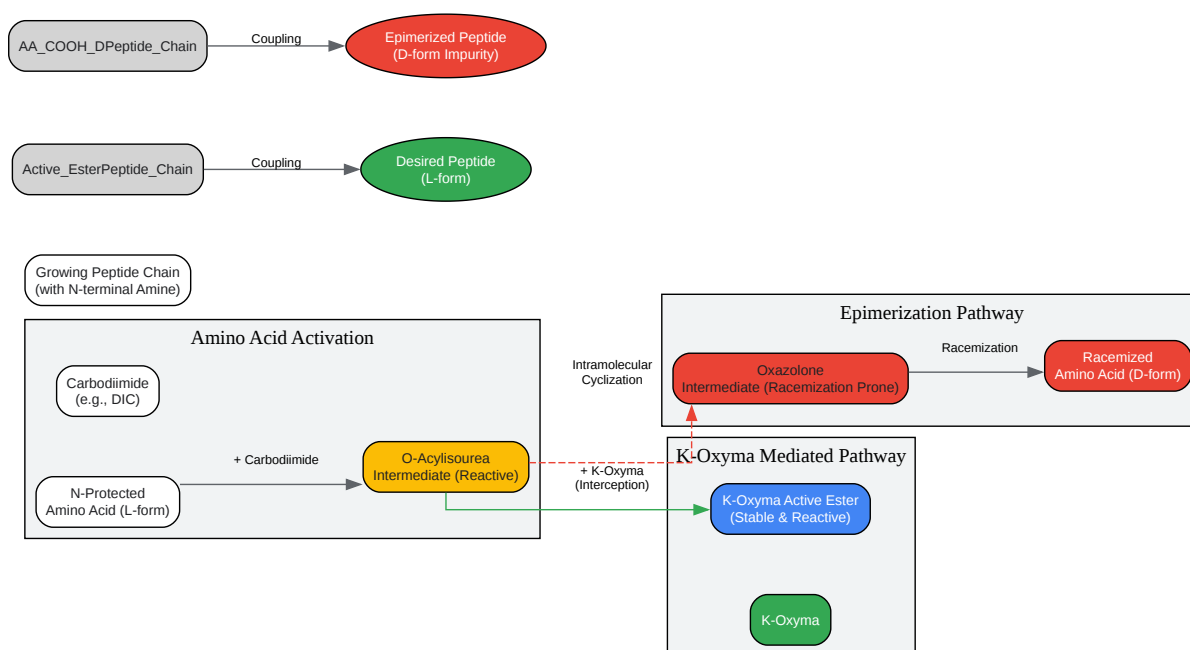 AA_COOH_DPeptide_Chain
Coupling
Epimerized Peptide
(D-form Impurity)
Active_EsterPeptide_Chain
Coupling
Desired Peptide
(L-form)
Growing Peptide Chain
(with N-terminal Amine)
Amino Acid Activation
Carbodiimide
(e.g., DIC)
N-Protected
Amino Acid (L-form)
+ Carbodiimide
O-Acylisourea
Intermediate (Reactive)
Intramolecular
Cyclization
+ K-Oxyma
(Interception)
Epimerization Pathway
Oxazolone
Intermediate (Racemization Prone)
Racemization
Racemized
Amino Acid (D-form)
K-Oxyma Mediated Pathway
K-Oxyma Active Ester
(Stable & Reactive)
K-Oxyma